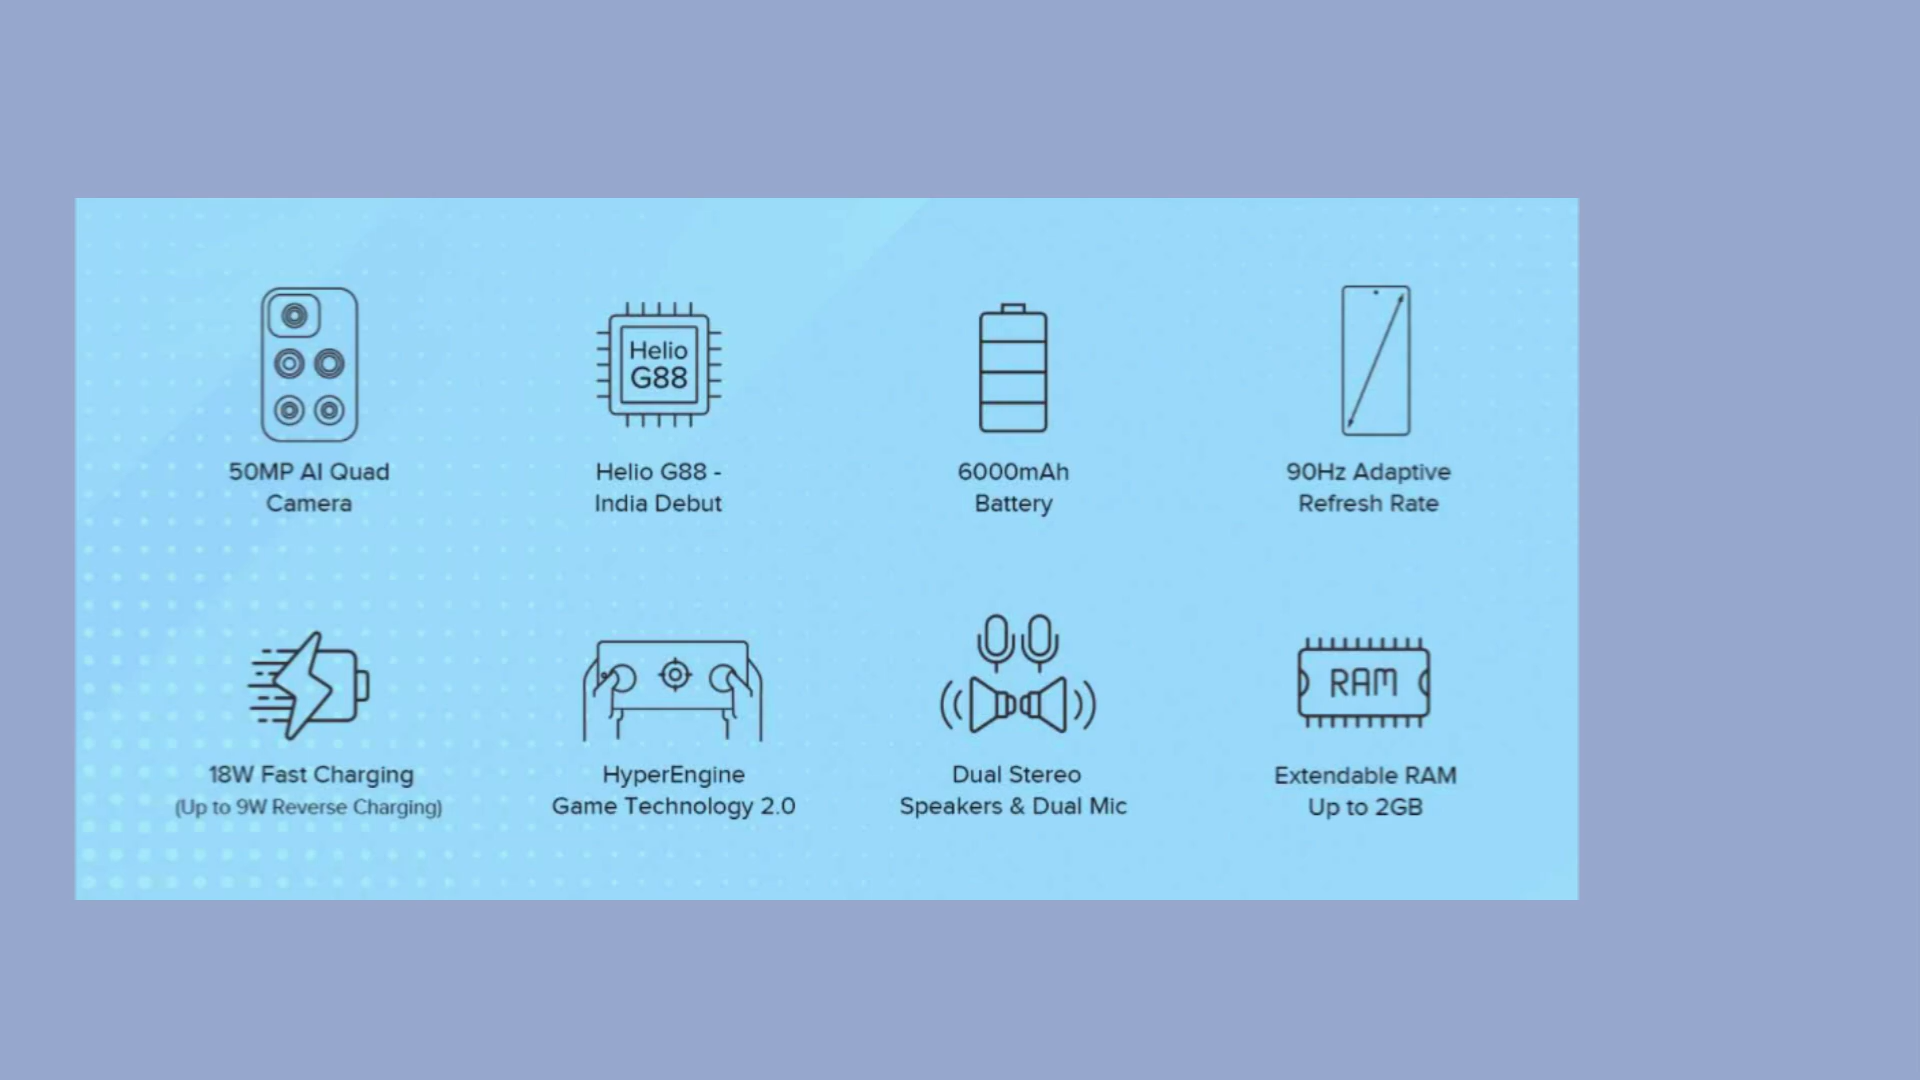 Helio
G88
50MP AI Quad
Camera
Helio G88 -
India Debut
6000mAh
Battery
90Hz Adaptive
Refresh Rate
RAM
18W Fast Charging
(Up to 9W Reverse Charging)
HyperEngine
Game Technology 2.0
Dual Stereo
Speakers & Dual Mic
Extendable RAM
Up to 2GB